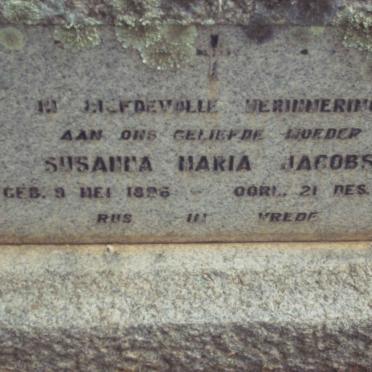 IN LIEFDEVOLLE HERINNERING
AAN ONS GELIEFDE MOEDER
SUSANNA MARIA JACOBS
GEB. 9 MEI 1896 - OORL. 21 DES.
RUS IN VREDE